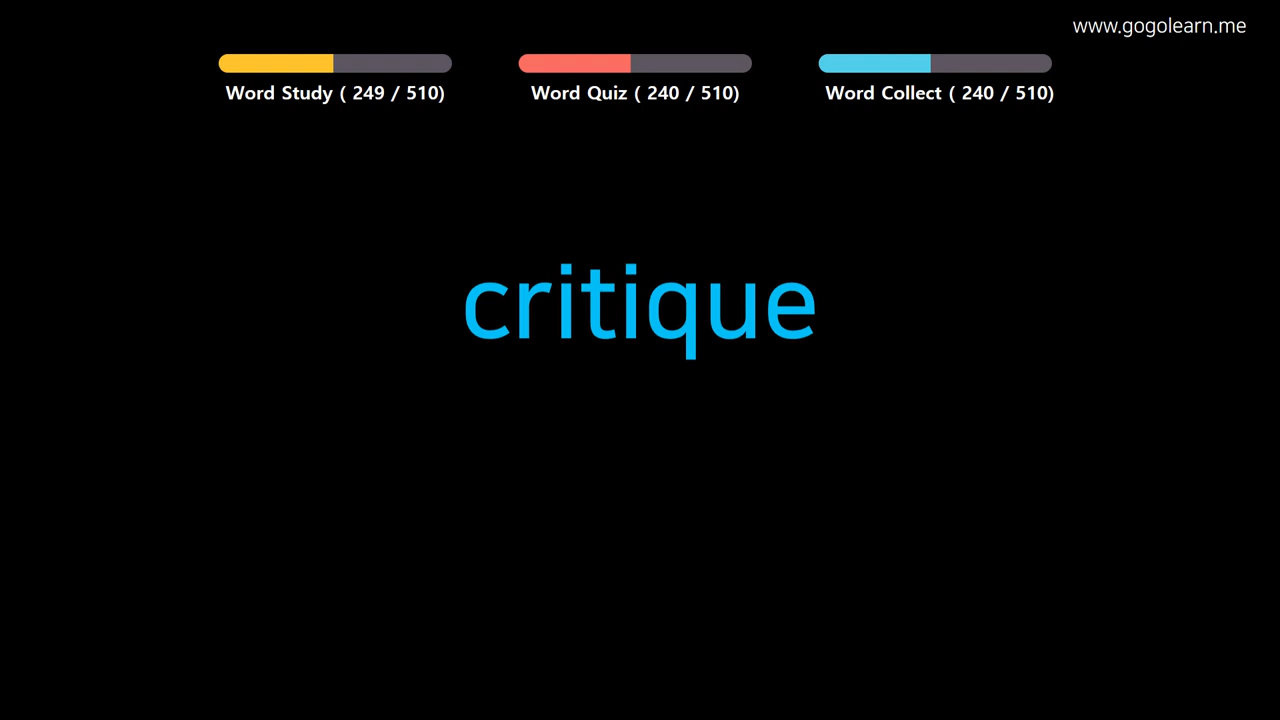 www.gogolearn.me
Word Study ( 249 / 510)
Word Quiz ( 240 / 510)
Word Collect ( 240 / 510)
critique